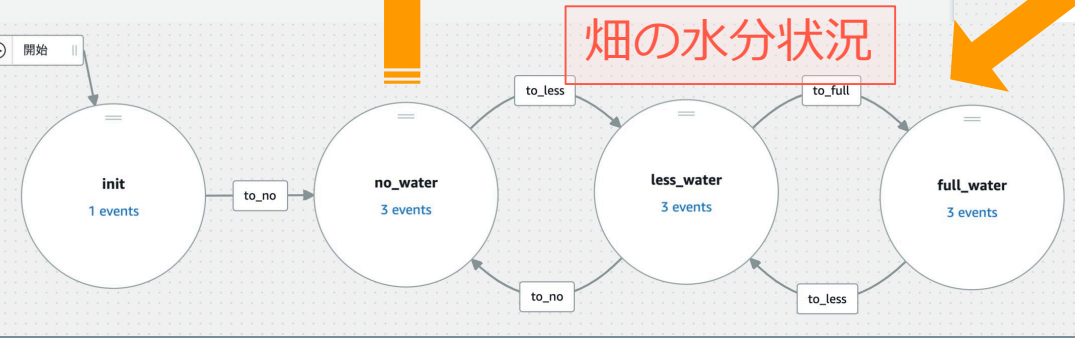 畑の水分状況
開始
to_less
to_full
init
1 events
to_no
no_water
3 events
less_water
3 events
full_water
3 events
to_no
to_less